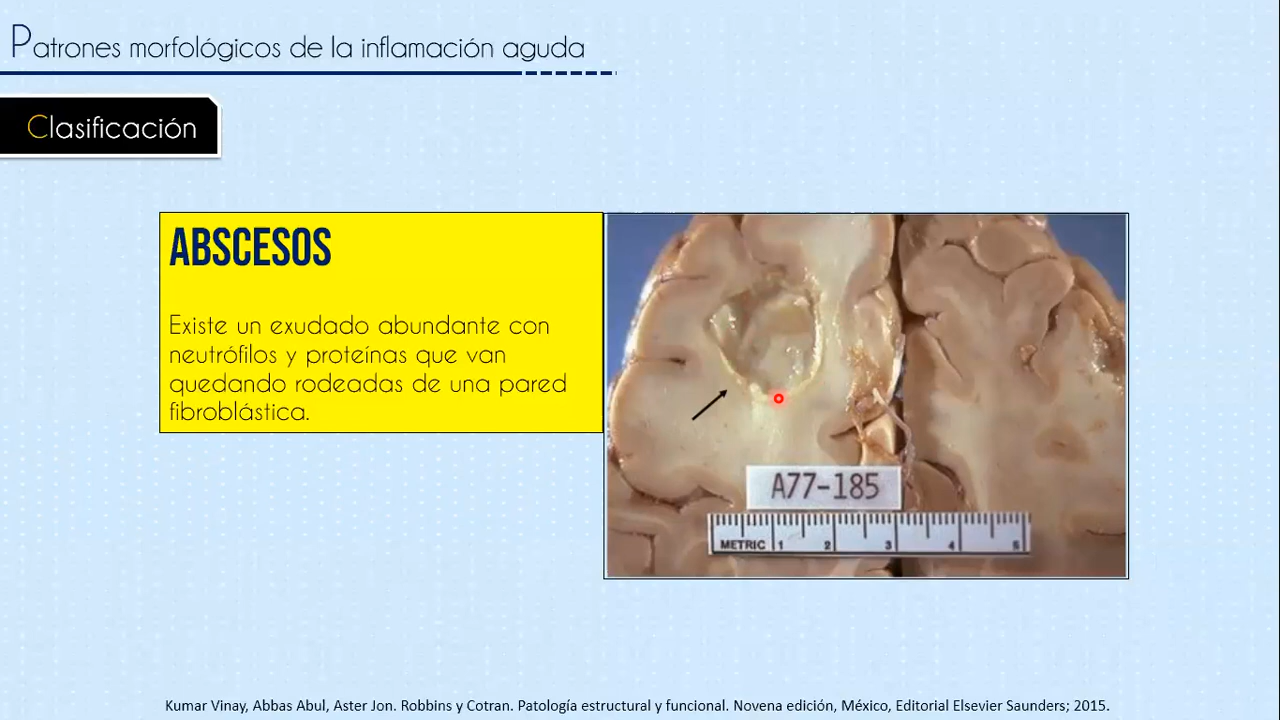 Patrones morfológicos de la inflamación aguda
Clasificación
ABSCESOS
Existe un exudado abundante con
neutrófilos y proteínas que van
quedando rodeadas de una pared
fibroblástica.
A77-185
METRIC 1 2 3 4 5
Kumar Vinay, Abbas Abul, Aster Jon. Robbins y Cotran. Patología estructural y funcional. Novena edición, México, Editorial Elsevier Saunders; 2015.